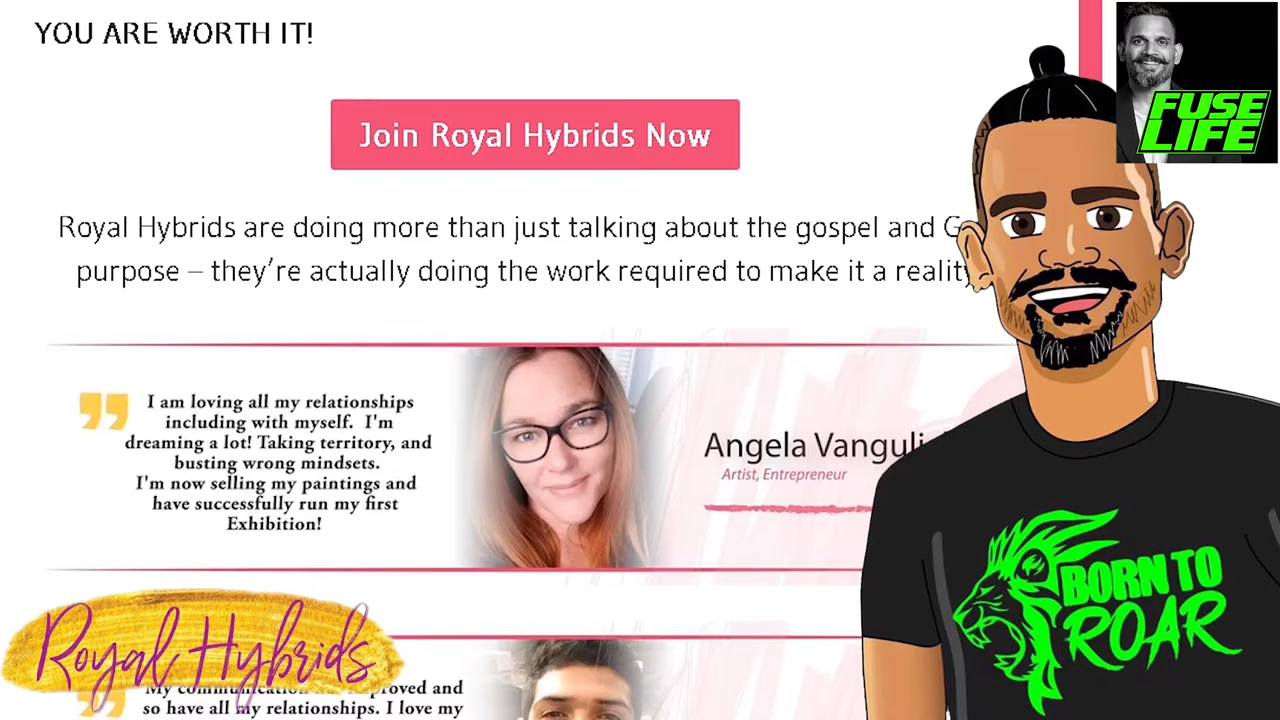 YOU ARE WORTH IT!
FUSE
LIFE
Join Royal Hybrids Now
Royal Hybrids are doing more than just talking about the gospel and G
purpose – they're actually doing the work required to make it a reality
I am loving all my relationships
including with myself. I'm
dreaming a lot! Taking territory, and
busting wrong mindsets.
I'm now selling my paintings and
have successfully run my first
Exhibition!
Angela Vanguli
Artist, Entrepreneur
BORN TO
ROAR
Royal Hybrids
My
so have all my relationships. I love my